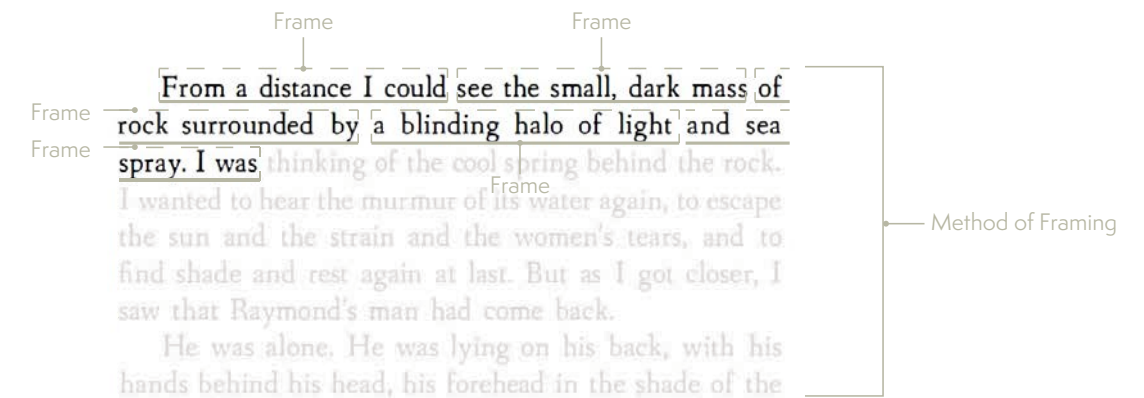 Frame Frame
From a distance I could see the small, dark mass of
Frame
rock surrounded by a blinding halo of light and sea
Frame
spray. I was thinking of the cool spring behind the rock.
Frame
I wanted to hear the murmur of its water again, to escape
Method of Framing
the sun and the strain and the women's tears, and to
find shade and rest again at last. But as I got closer, I
saw that Raymond's man had come back.
He was alone. He was lying on his back, with his
hands behind his head, his forehead in the shade of the